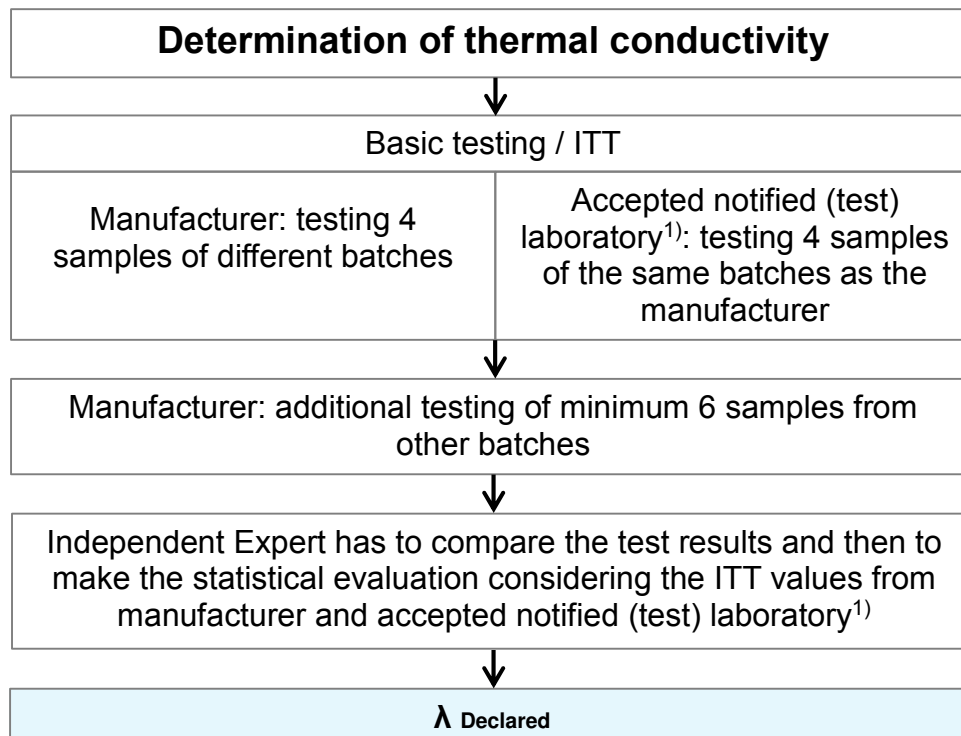 Determination of thermal conductivity
Basic testing / ITT
Manufacturer: testing 4
samples of different batches
Accepted notified (test)
laboratory1): testing 4 samples
of the same batches as the
manufacturer
Manufacturer: additional testing of minimum 6 samples from
other batches
Independent Expert has to compare the test results and then to
make the statistical evaluation considering the ITT values from
manufacturer and accepted notified (test) laboratory1)
λ Declared